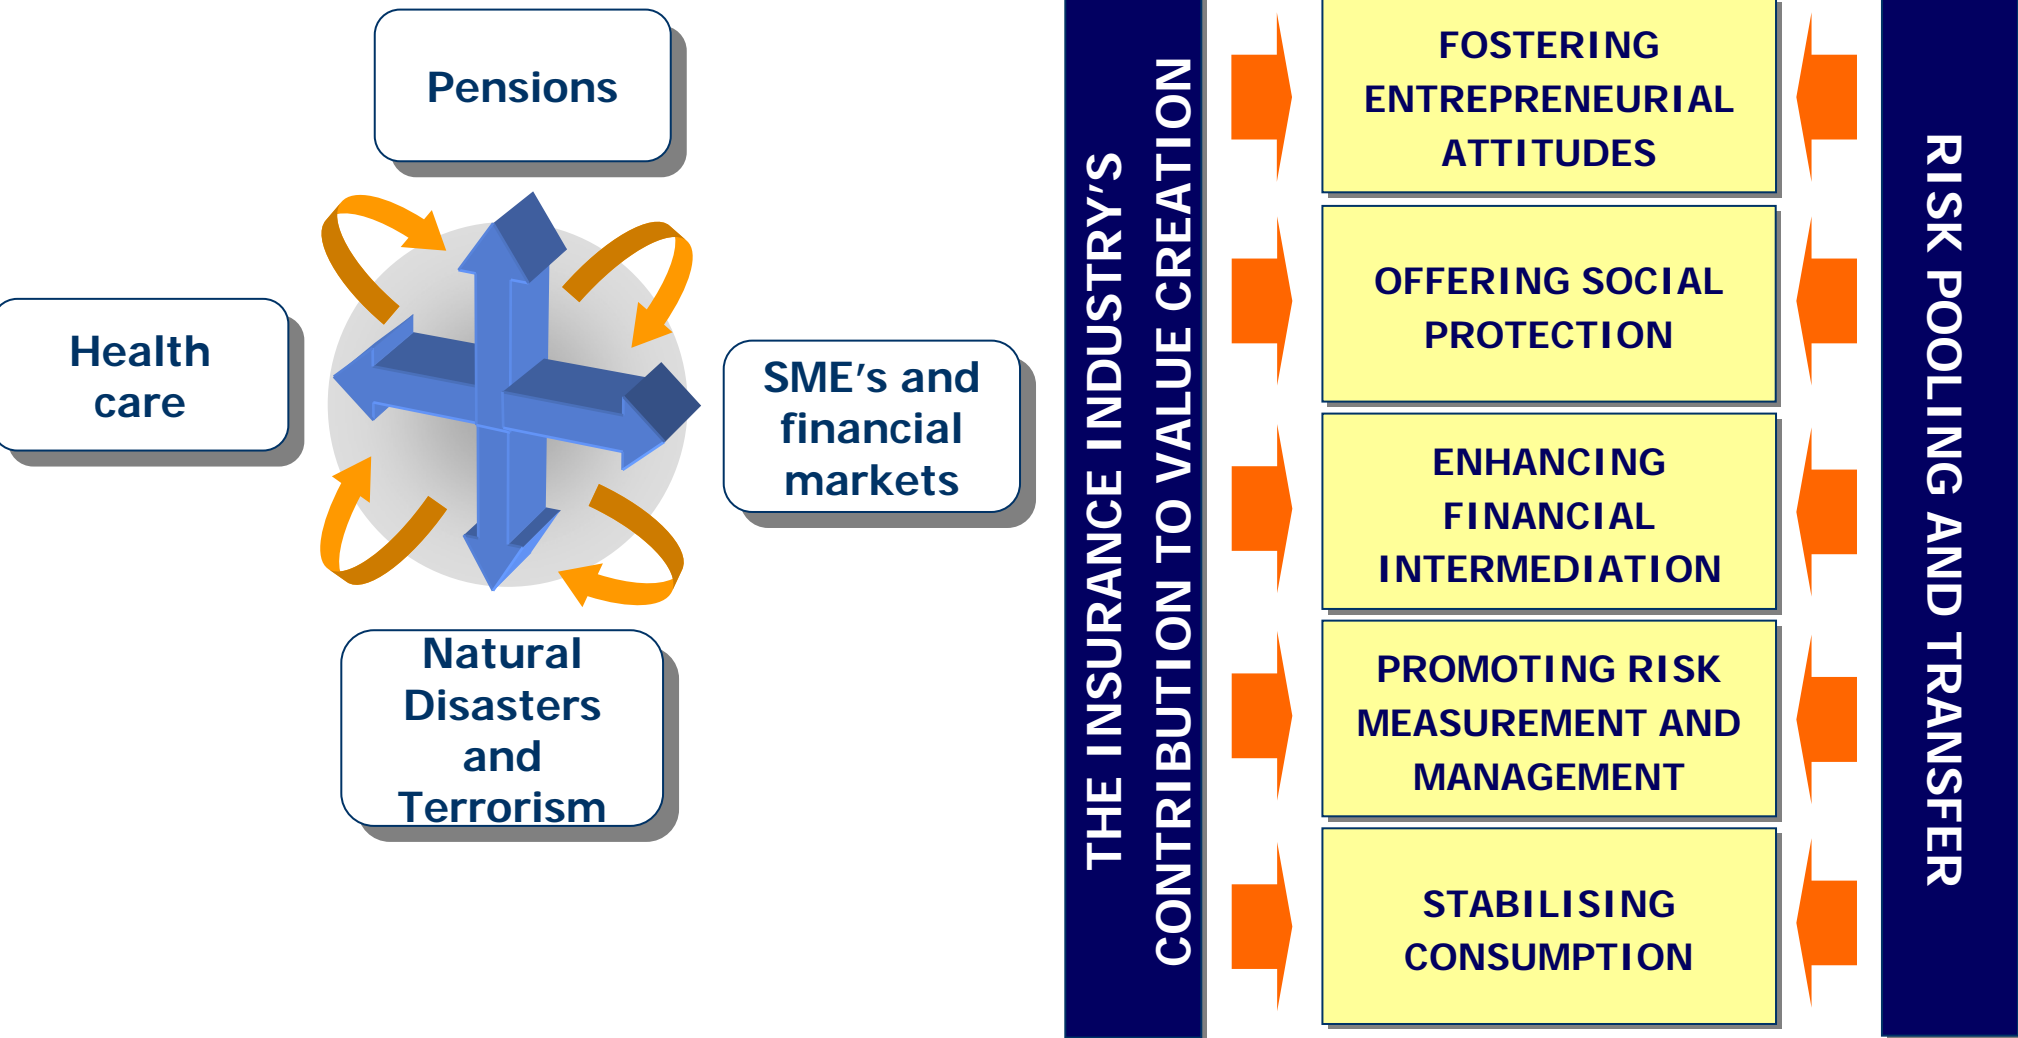 Pensions
Health
care
SME's and
financial
markets
Natural
Disasters
and
Terrorism
THE INSURANCE INDUSTRY'S
CONTRIBUTION TO VALUE CREATION
FOSTERING
ENTREPRENEURIAL
ATTITUDES
OFFERING SOCIAL
PROTECTION
ENHANCING
FINANCIAL
INTERMEDIATION
PROMOTING RISK
MEASUREMENT AND
MANAGEMENT
STABILISING
CONSUMPTION
RISK POOLING AND TRANSFER